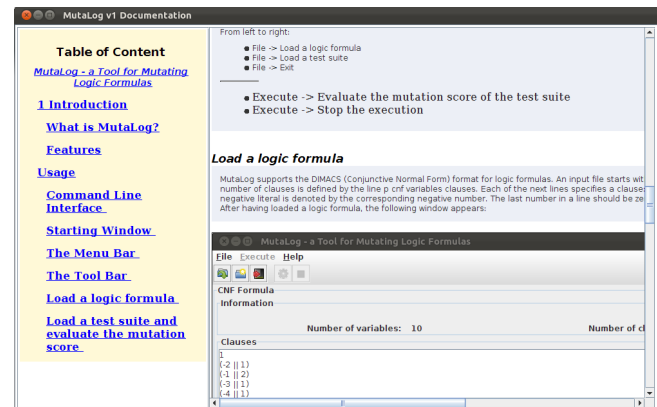 MutaLog v1 Documentation
Table of Content
MutaLog - a Tool for Mutating
Logic Formulas
1 Introduction
What is MutaLog?
Features
Usage
Command Line
Interface
Starting Window
The Menu Bar
The Tool Bar
Load a logic formula
Load a test suite and
evaluate the mutation
score
From left to right:
File -> Load a logic formula
File -> Load a test suite
File -> Exit
Execute -> Evaluate the mutation score of the test suite
Execute -> Stop the execution
Load a logic formula
MutaLog supports the DIMACS (Conjunctive Normal Form) format for logic formulas. An input file starts wit
number of clauses is defined by the line p cnf variables clauses. Each of the next lines specifies a clause
negative literal is denoted by the corresponding negative number. The last number in a line should be ze
After having loaded a logic formula, the following window appears:
MutaLog - a Tool for Mutating Logic Formulas
File Execute Help
CNF Formula
Information
Number of variables: 10 Number of cl
Clauses
1
(-2 || 1)
(-1 || 2)
(-3 || 1)
(-4 || 1)